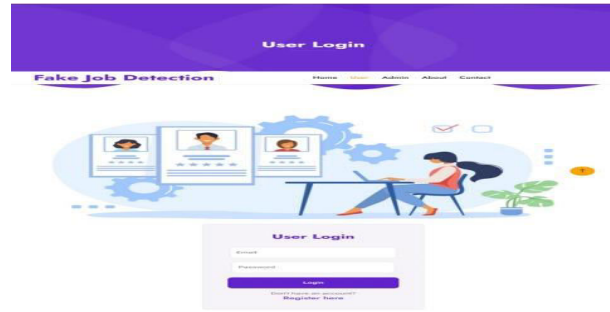 User Login
Fake Job Detection
Home User Admin About Contact
User Login
Email
Password
Login
Don't have an account?
Register here